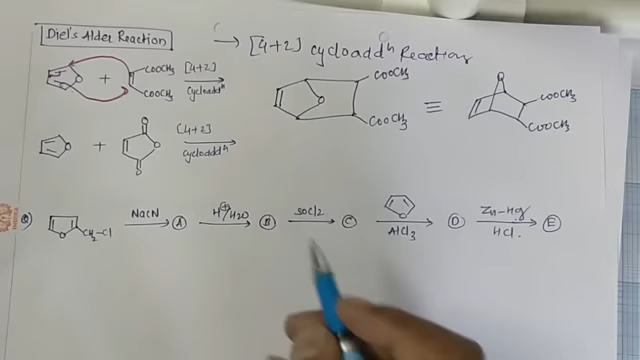 Diel's Alder Reaction → [4+2] cycloaddⁿ Reaction
+ COOCH₃ COOCH₃ [4+2] cycloaddⁿ
O COOCH₃ COOCH₃ ≡ O COOCH₃ COOCH₃
O + O O O [4+2] cycloaddⁿ
Q) O CH₂-Cl NaCN → A H⊕/H2O → B SOCl2 → C O AlCl₃ → D Zn-Hg HCl. → E